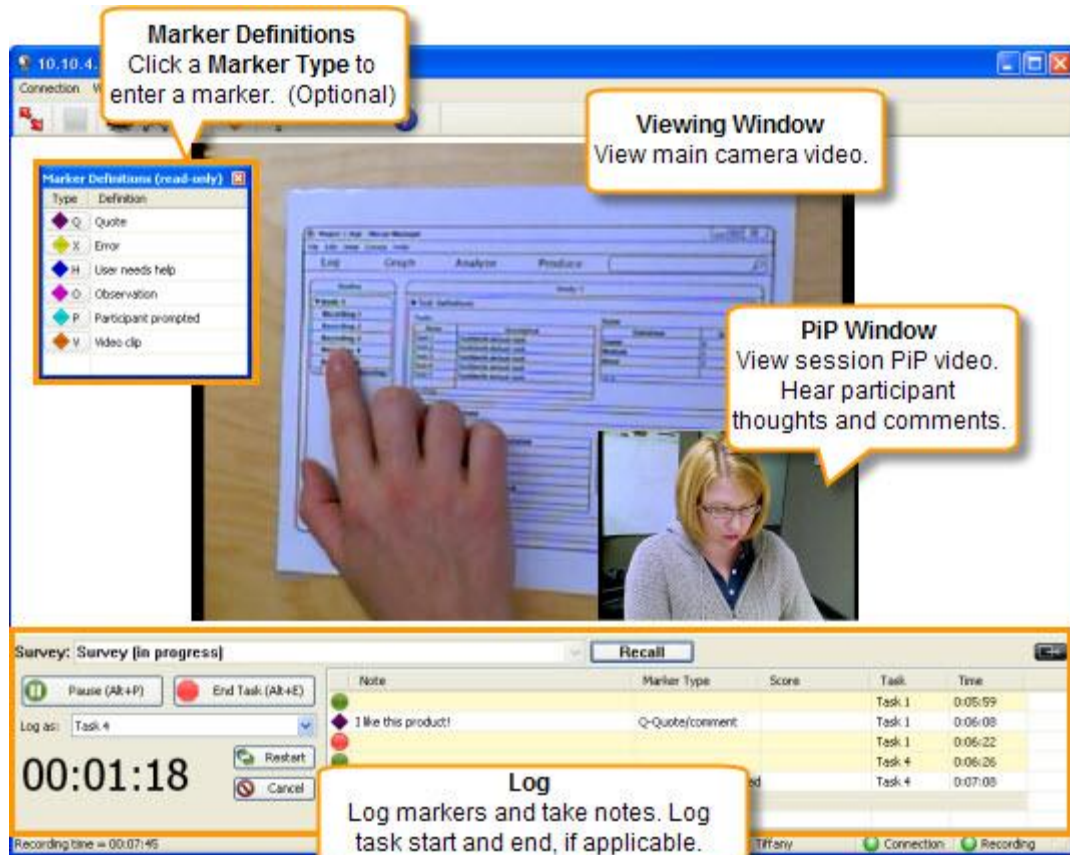 Marker Definitions
Click a Marker Type to
enter a marker. (Optional)
10.10.4.
Connection
Viewing Window
View main camera video.
Marker Definitions (read-only)
Type Definition
Q Quote
X Error
H User needs help
O Observation
P Participant prompted
V Video clip
Log Graph Analyze Produce
PiP Window
View session PiP video.
Hear participant
thoughts and comments.
Survey: Survey (in progress) Recall
Pause (Alt+P) End Task (Alt+E)
Log as: Task 4
00:01:18
Restart
Cancel
Note Marker Type Score Task Time
Task 1 0:05:59
I like this product! Q-Quote/comment Task 1 0:06:08
Task 1 0:06:22
Task 4 0:06:26
Task 4 0:07:08
Log
Log markers and take notes. Log
task start and end, if applicable.
Recording time = 00:07:45 Tiffany Connection Recording